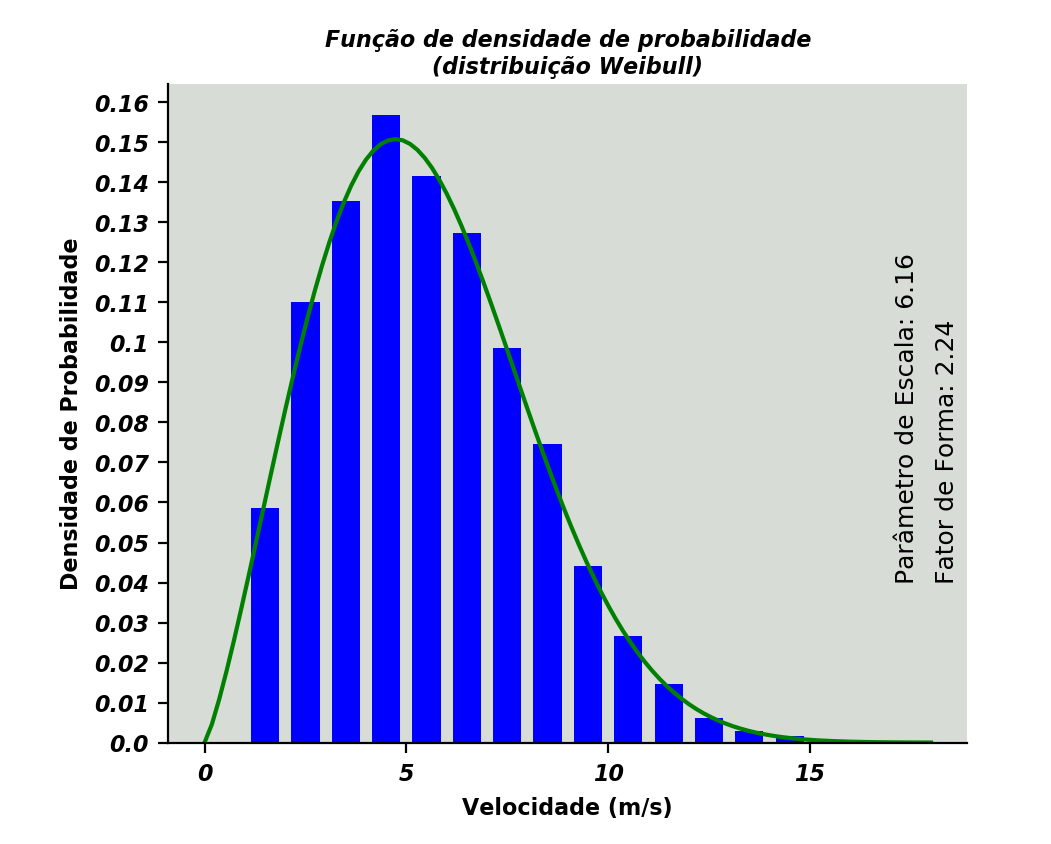 Função de densidade de probabilidade
(distribuição Weibull)
0.16
0.15
0.14
0.13
0.12
0.11
0.1
0.09
0.08
0.07
0.06
0.05
0.04
0.03
0.02
0.01
0.0
Densidade de Probabilidade
Parâmetro de Escala: 6.16
Fator de Forma: 2.24
0 5 10 15
Velocidade (m/s)